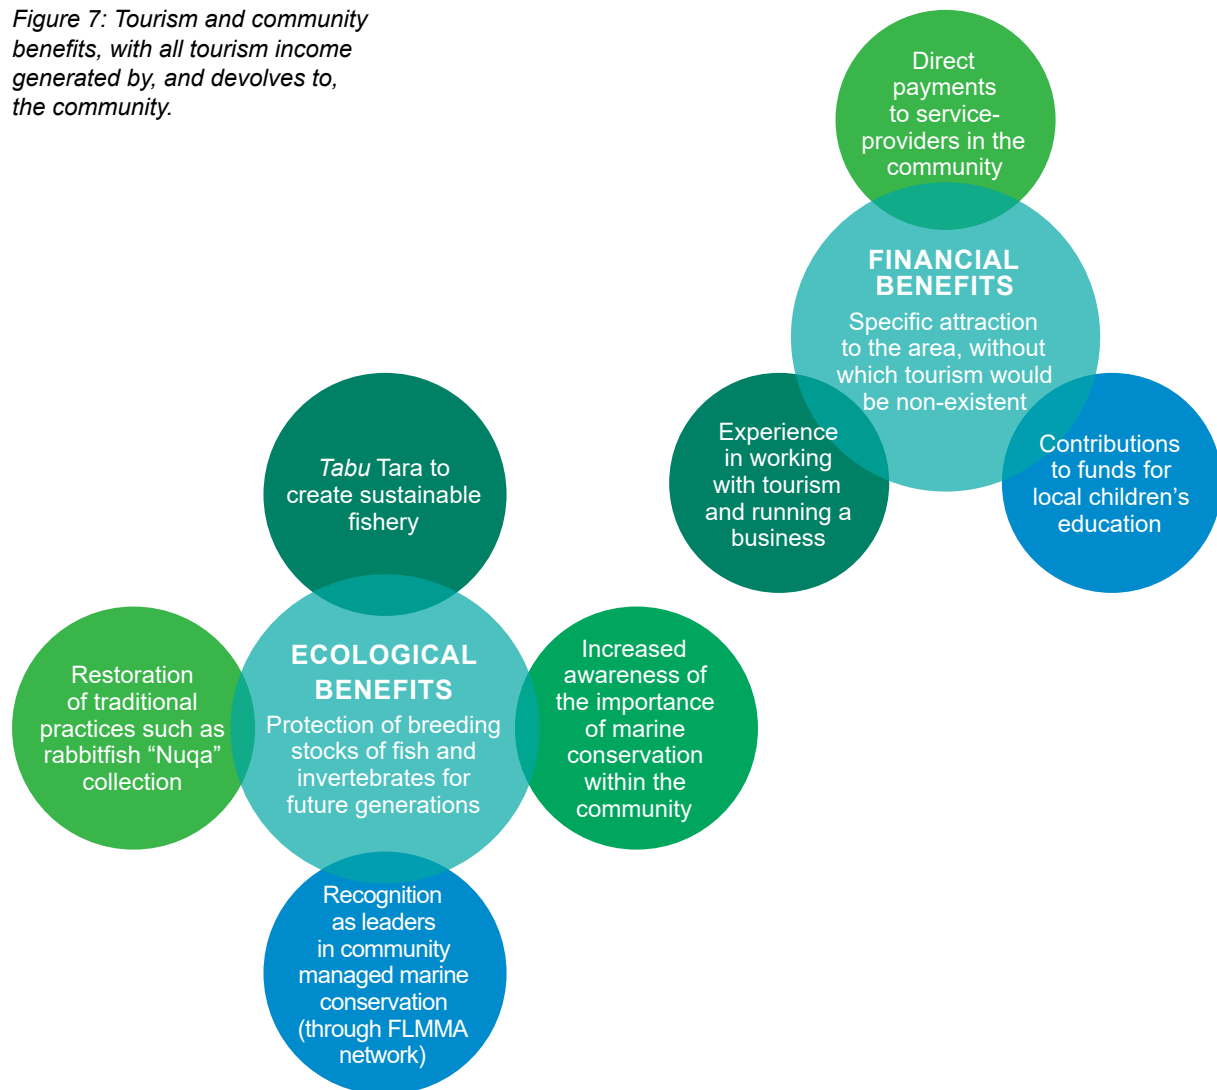 Figure 7: Tourism and community
benefits, with all tourism income
generated by, and devolves to,
the community.
Direct
payments
to service-
providers in the
community
FINANCIAL
BENEFITS
Specific attraction
to the area, without
which tourism would
be non-existent
Experience
in working
with tourism
and running a
business
Contributions
to funds for
local children’s
education
Tabu Tara to
create sustainable
fishery
ECOLOGICAL
BENEFITS
Protection of breeding
stocks of fish and
invertebrates for
future generations
Restoration
of traditional
practices such as
rabbitfish “Nuqa”
collection
Increased
awareness of
the importance
of marine
conservation
within the
community
Recognition
as leaders
in community
managed marine
conservation
(through FLMMA
network)